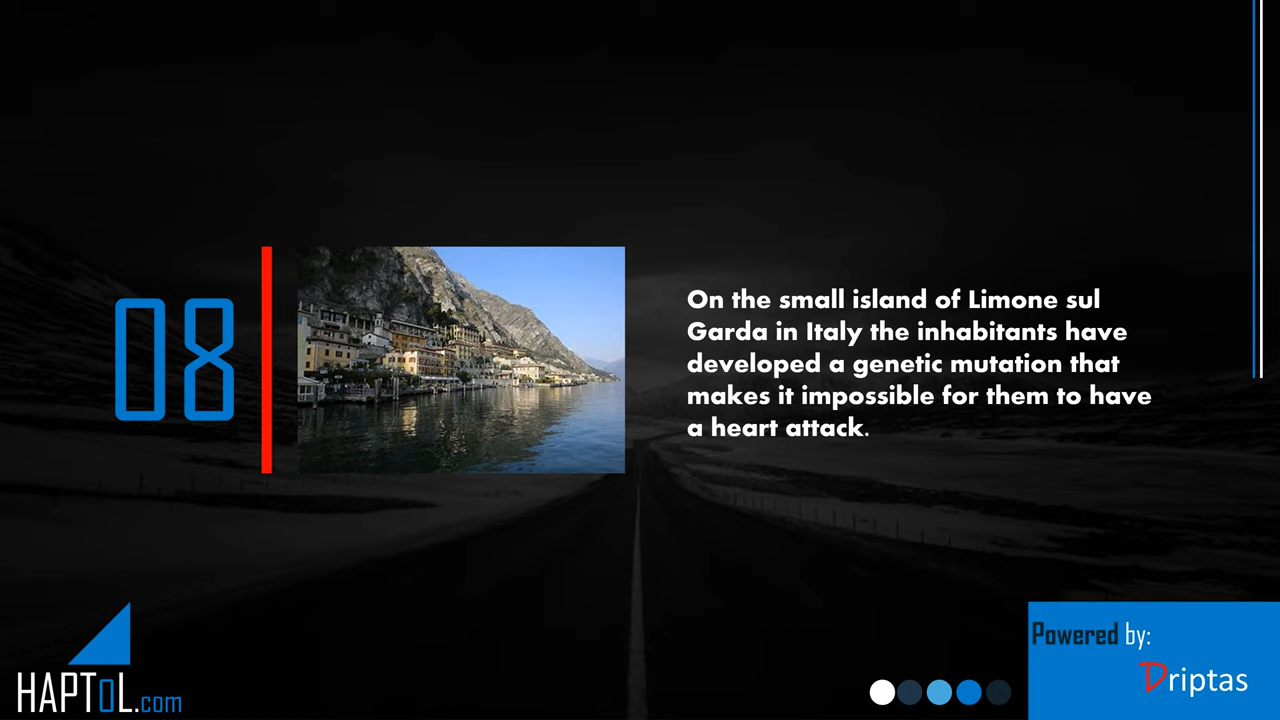 08
On the small island of Limone sul
Garda in Italy the inhabitants have
developed a genetic mutation that
makes it impossible for them to have
a heart attack.
HAPTOL.com
Powered by:
Driptas